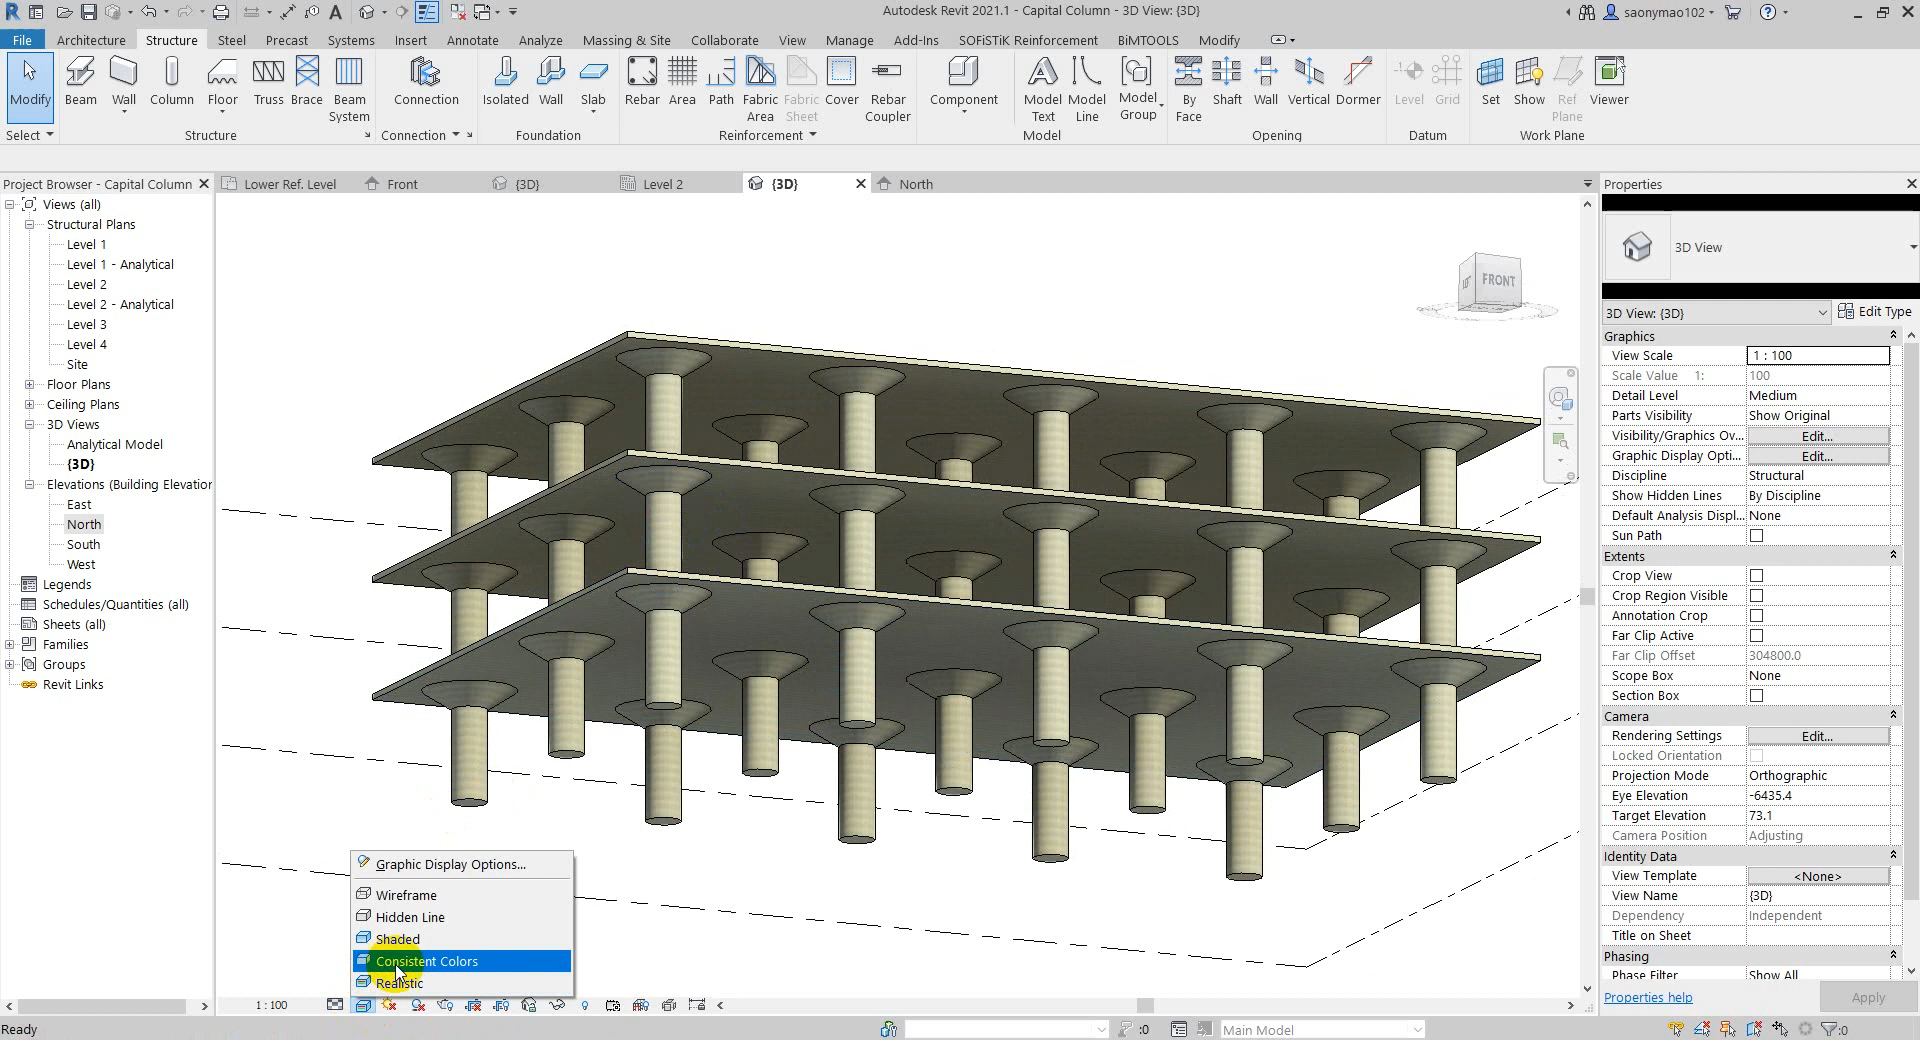 Autodesk Revit 2021.1 - Capital Column - 3D View: {3D}
saonymao102
File Architecture Structure Steel Precast Systems Insert Annotate Analyze Massing & Site Collaborate View Manage Add-Ins SOFiSTiK Reinforcement BiMTOOLS Modify
Modify
Beam Wall Column Floor Truss Brace Beam System
Connection
Isolated Wall Slab
Rebar Area Path Fabric Area Fabric Sheet Cover Rebar Coupler
Component
Model Text Model Line Model Group
By Face Shaft Wall Vertical Dormer
Level Grid
Set Show Ref Plane Viewer
Select Structure Connection Foundation Reinforcement Model Opening Datum Work Plane
Project Browser - Capital Column
Lower Ref. Level Front {3D} Level 2 {3D} North
Views (all)
Structural Plans
Level 1
Level 1 - Analytical
Level 2
Level 2 - Analytical
Level 3
Level 4
Site
Floor Plans
Ceiling Plans
3D Views
Analytical Model
{3D}
Elevations (Building Elevation
East
North
South
West
Legends
Schedules/Quantities (all)
Sheets (all)
Families
Groups
Revit Links
FRONT
Graphic Display Options...
Wireframe
Hidden Line
Shaded
Consistent Colors
Realistic
1 : 100
Properties
3D View
3D View: {3D} Edit Type
Graphics
View Scale 1 : 100
Scale Value 1: 100
Detail Level Medium
Parts Visibility Show Original
Visibility/Graphics Ov... Edit...
Graphic Display Opti... Edit...
Discipline Structural
Show Hidden Lines By Discipline
Default Analysis Displ... None
Sun Path
Extents
Crop View
Crop Region Visible
Annotation Crop
Far Clip Active
Far Clip Offset 304800.0
Scope Box None
Section Box
Camera
Rendering Settings Edit...
Locked Orientation
Projection Mode Orthographic
Eye Elevation -6435.4
Target Elevation 73.1
Camera Position Adjusting
Identity Data
View Template <None>
View Name {3D}
Dependency Independent
Title on Sheet
Phasing
Phase Filter Show All
Properties help Apply
Ready
:0
Main Model
:0